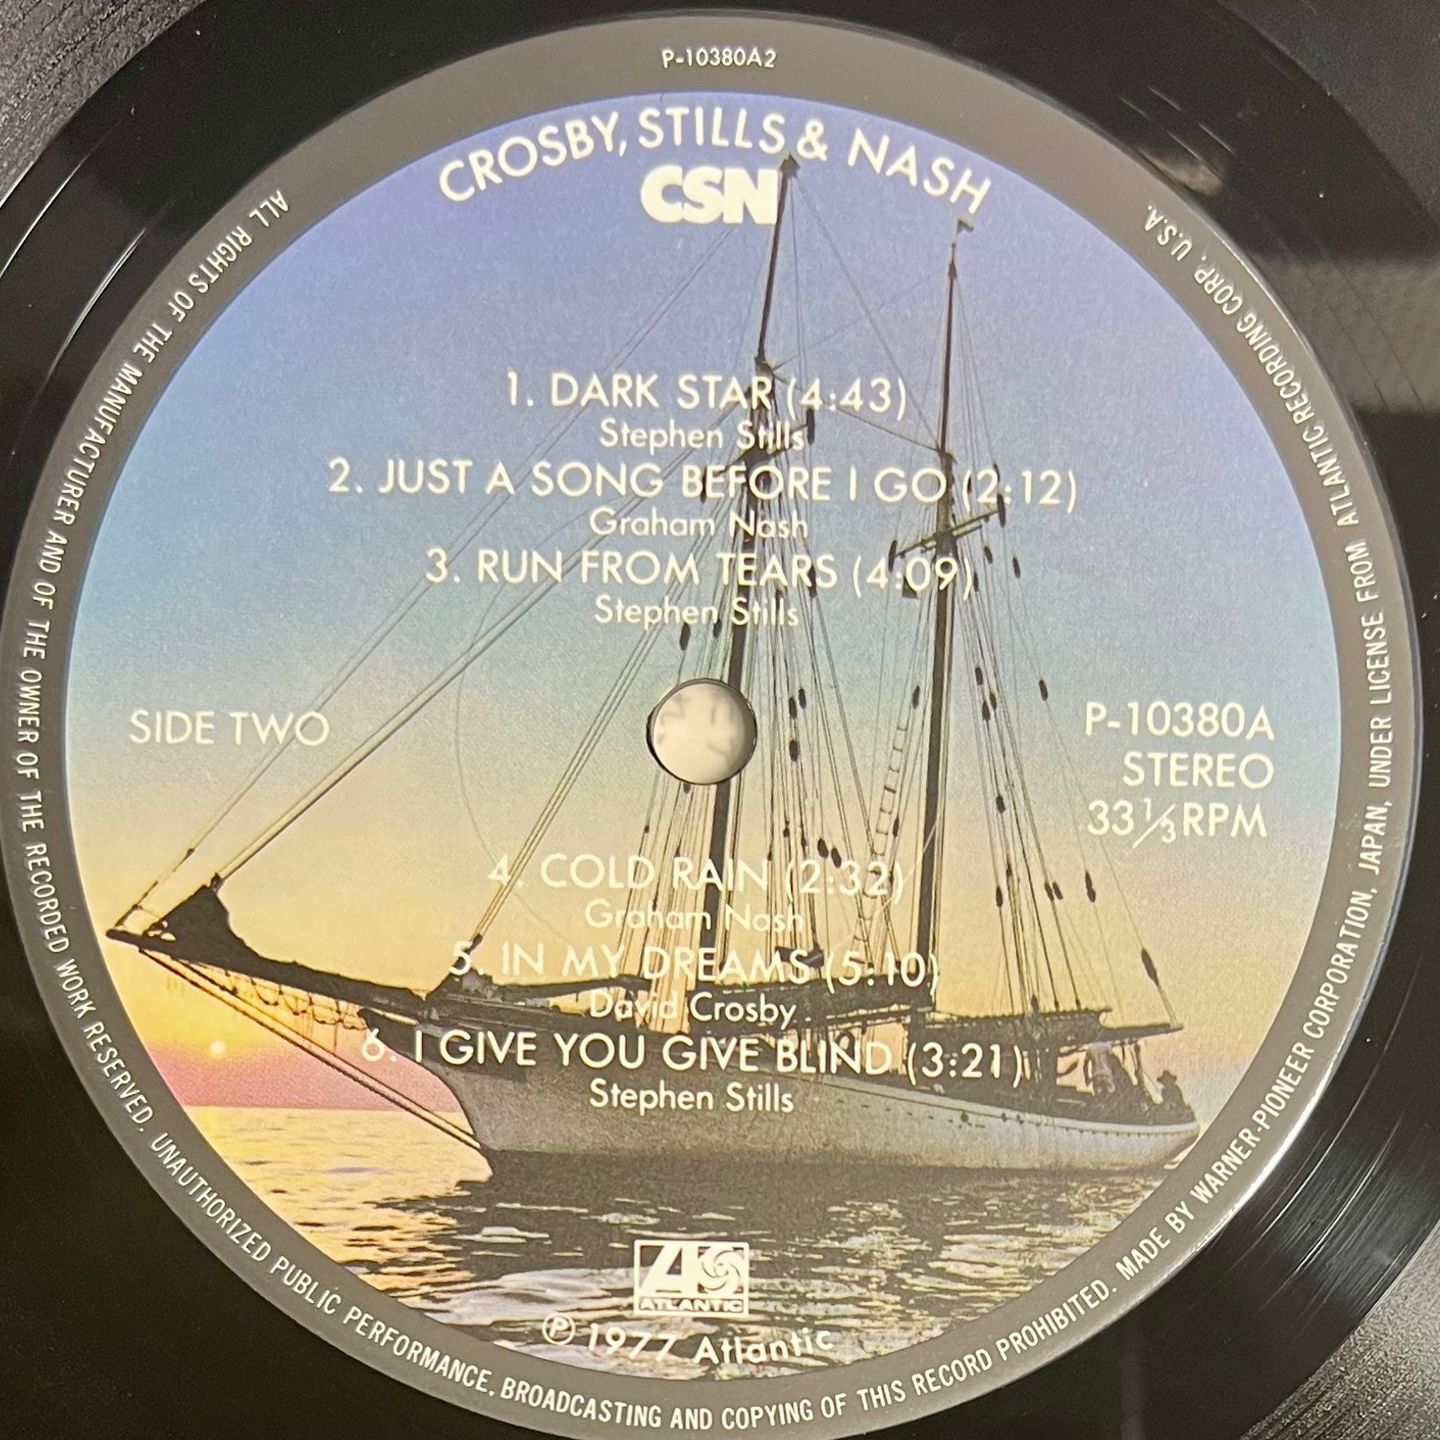 P-10380A2
CROSBY, STILLS & NASH
CSN
1. DARK STAR (4:43)
Stephen Stills
2. JUST A SONG BEFORE I GO (2:12)
Graham Nash
3. RUN FROM TEARS (4:09)
Stephen Stills
SIDE TWO
P-10380A
STEREO
33 1/3 RPM
4. COLD RAIN (2:32)
Graham Nash
5. IN MY DREAMS (5:10)
David Crosby
6. I GIVE YOU GIVE BLIND (3:21)
Stephen Stills
ATLANTIC
Ⓟ 1977 Atlantic
ALL RIGHTS OF THE MANUFACTURER AND OF THE OWNER OF THE RECORDED WORK RESERVED. UNAUTHORIZED PUBLIC PERFORMANCE, BROADCASTING AND COPYING OF THIS RECORD PROHIBITED. MADE BY WARNER-PIONEER CORPORATION, JAPAN, UNDER LICENSE FROM ATLANTIC RECORDING CORP., U.S.A.